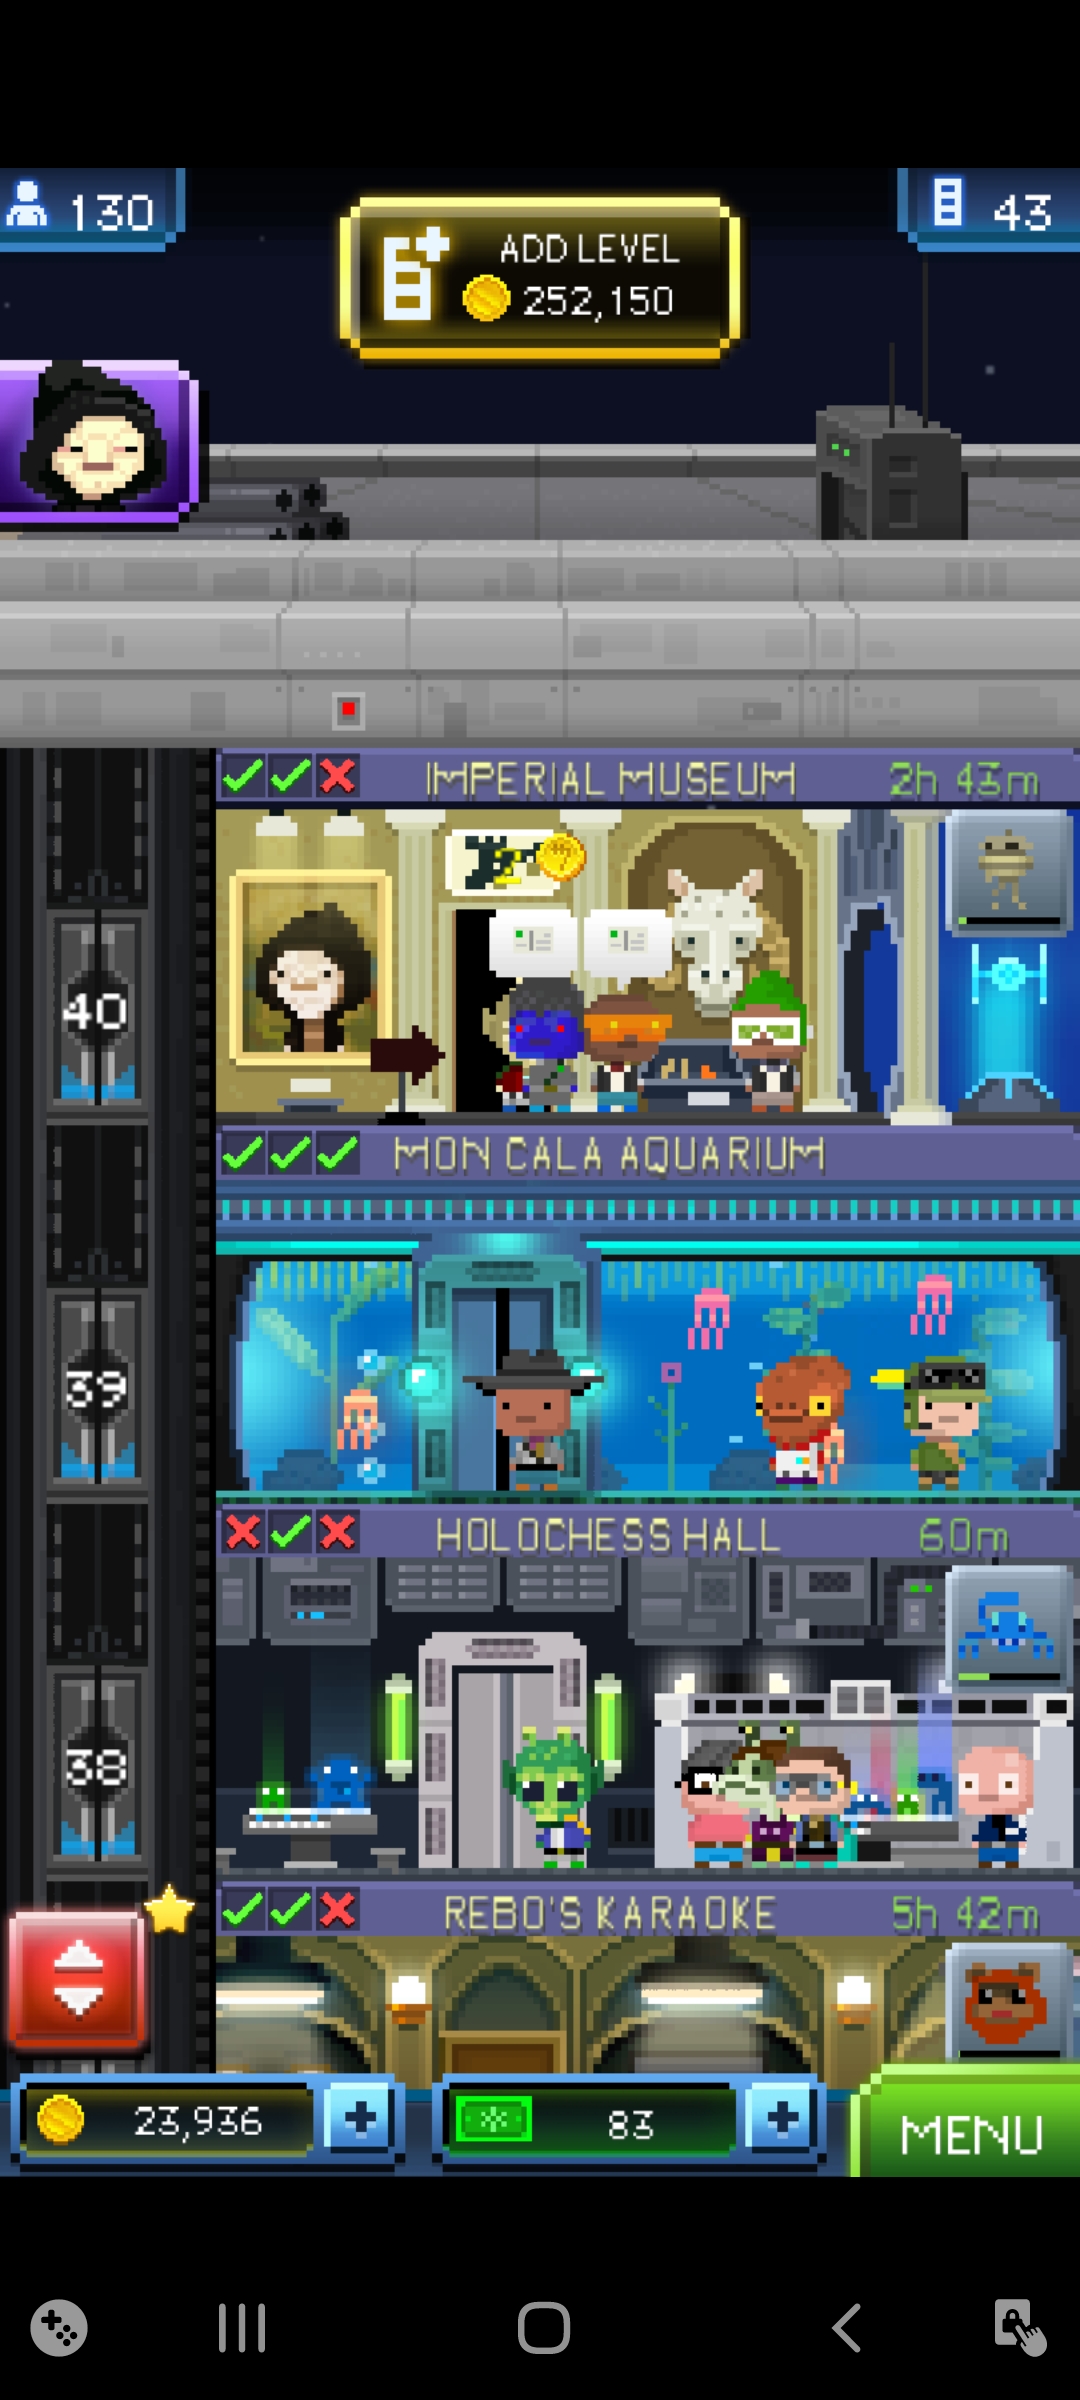 130
ADD LEVEL
252,150
43
IMPERIAL MUSEUM 2h 43m
40
MON CALA AQUARIUM
39
HOLOCHESS HALL 60m
38
REBO'S KARAOKE 5h 42m
23,936
83
MENU